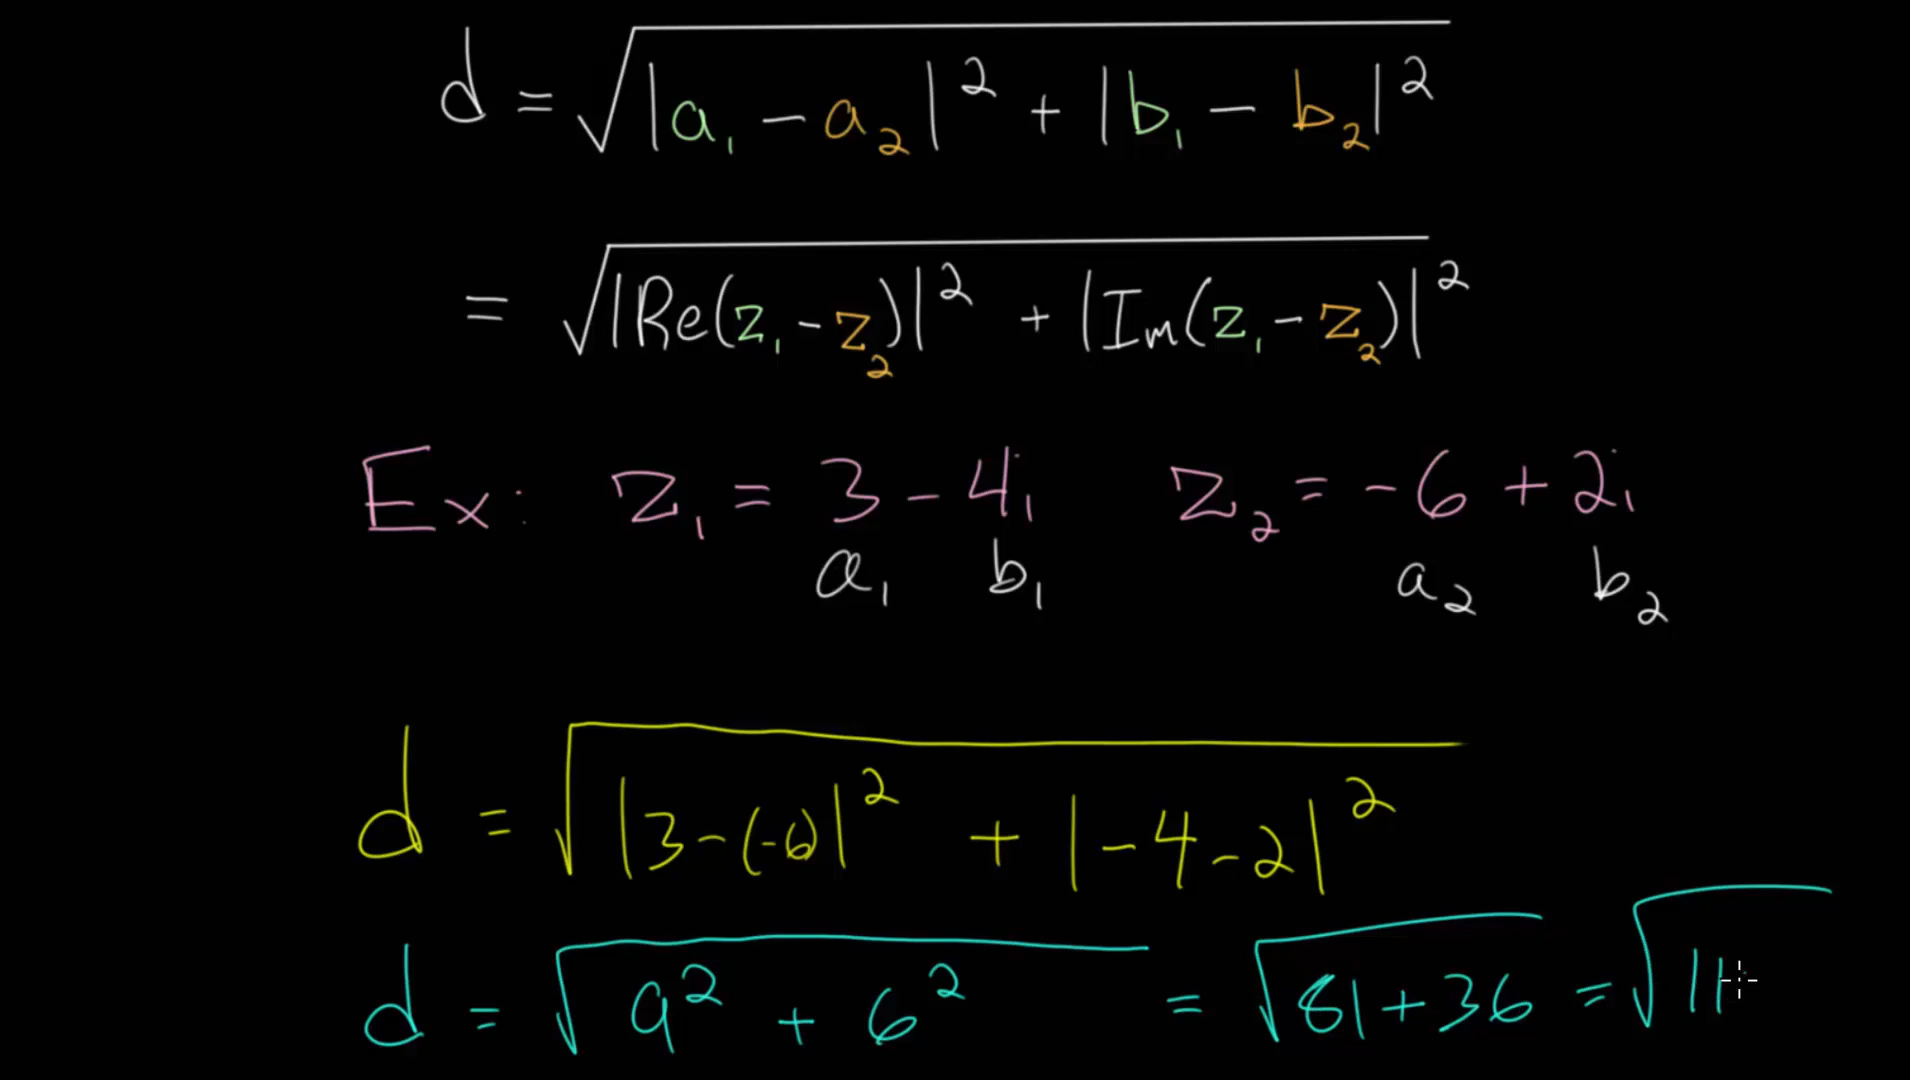 d = √|a₁ - a₂|² + |b₁ - b₂|²
= √|Re(z₁ - z₂)|² + |Im(z₁ - z₂)|²
Ex: z₁ = 3 - 4i z₂ = -6 + 2i
a₁ b₁ a₂ b₂
d = √|3 - (-6)|² + |-4 - 2|²
d = √9² + 6² = √81 + 36 = √11